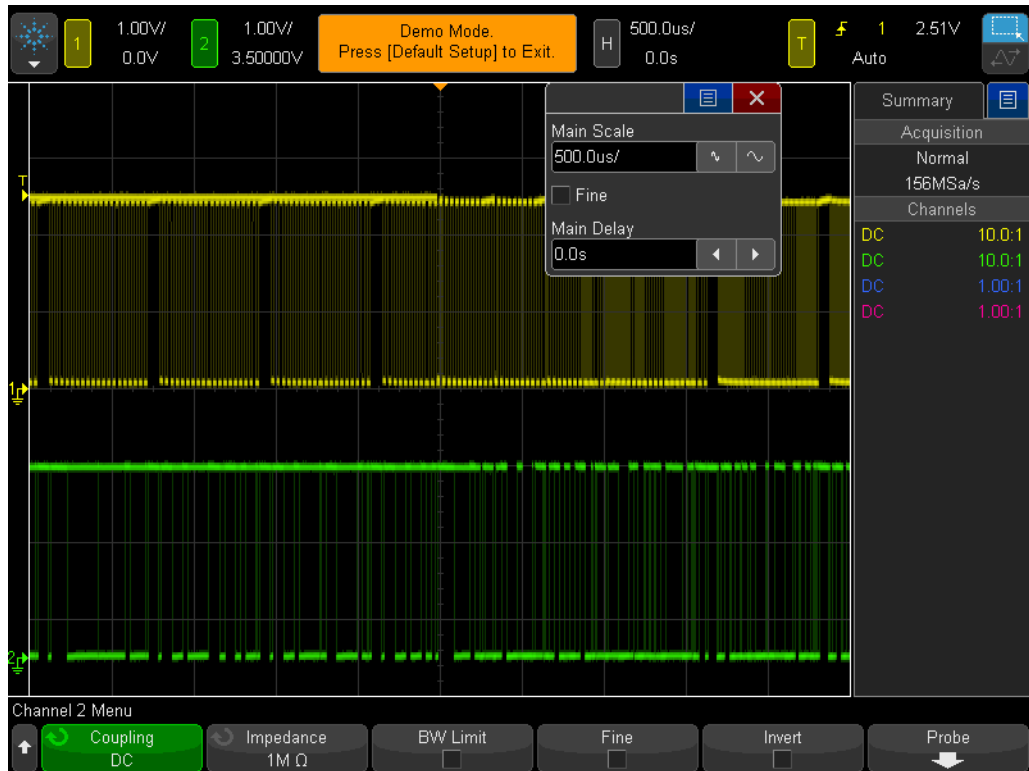 1
1.00V/
0.0V
2
1.00V/
3.50000V
Demo Mode.
Press [Default Setup] to Exit.
H
500.0us/
0.0s
T
1
2.51V
Auto
Main Scale
500.0us/
Fine
Main Delay
0.0s
Summary
Acquisition
Normal
156MSa/s
Channels
DC 10.0:1
DC 10.0:1
DC 1.00:1
DC 1.00:1
T
1
2
Channel 2 Menu
Coupling
DC
Impedance
1M Ω
BW Limit
Fine
Invert
Probe